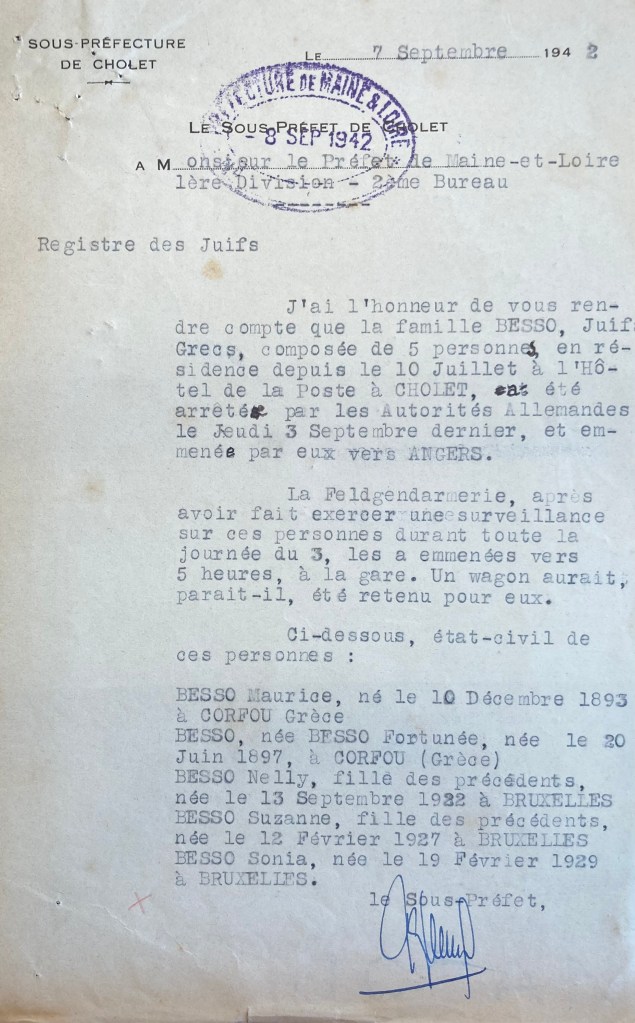 SOUS-PRÉFECTURE
DE CHOLET
LE 7 Septembre 1942
PRÉFECTURE DE MAINE & LOIRE
- 8 SEP 1942
LE SOUS-PRÉFET DE CHOLET
A Monsieur le Préfet de Maine-et-Loire
1ère Division - 2ème Bureau
Registre des Juifs
J'ai l'honneur de vous ren-
dre compte que la famille BESSO, Juifs
Grecs, composée de 5 personnes, en ré-
sidence depuis le 10 Juillet à l'Hô-
tel de la Poste à CHOLET, a été
arrêtée par les Autorités Allemandes
le Jeudi 3 Septembre dernier, et em-
menée par eux vers ANGERS.
La Feldgendarmerie, après
avoir fait exercer une surveillance
sur ces personnes durant toute la
journée du 3, les a emmenées vers
5 heures, à la gare. Un wagon aurait,
parait-il, été retenu pour eux.
Ci-dessous, état-civil de
ces personnes :
BESSO Maurice, né le 10 Décembre 1893
à CORFOU Grèce
BESSO, née BESSO Fortunée, née le 20
Juin 1897, à CORFOU (Grèce)
BESSO Nelly, fille des précédents,
née le 13 Septembre 1922 à BRUXELLES
BESSO Suzanne, fille des précédents,
née le 12 Février 1927 à BRUXELLES
BESSO Sonia, née le 19 Février 1929
à BRUXELLES.
le Sous-Préfet,